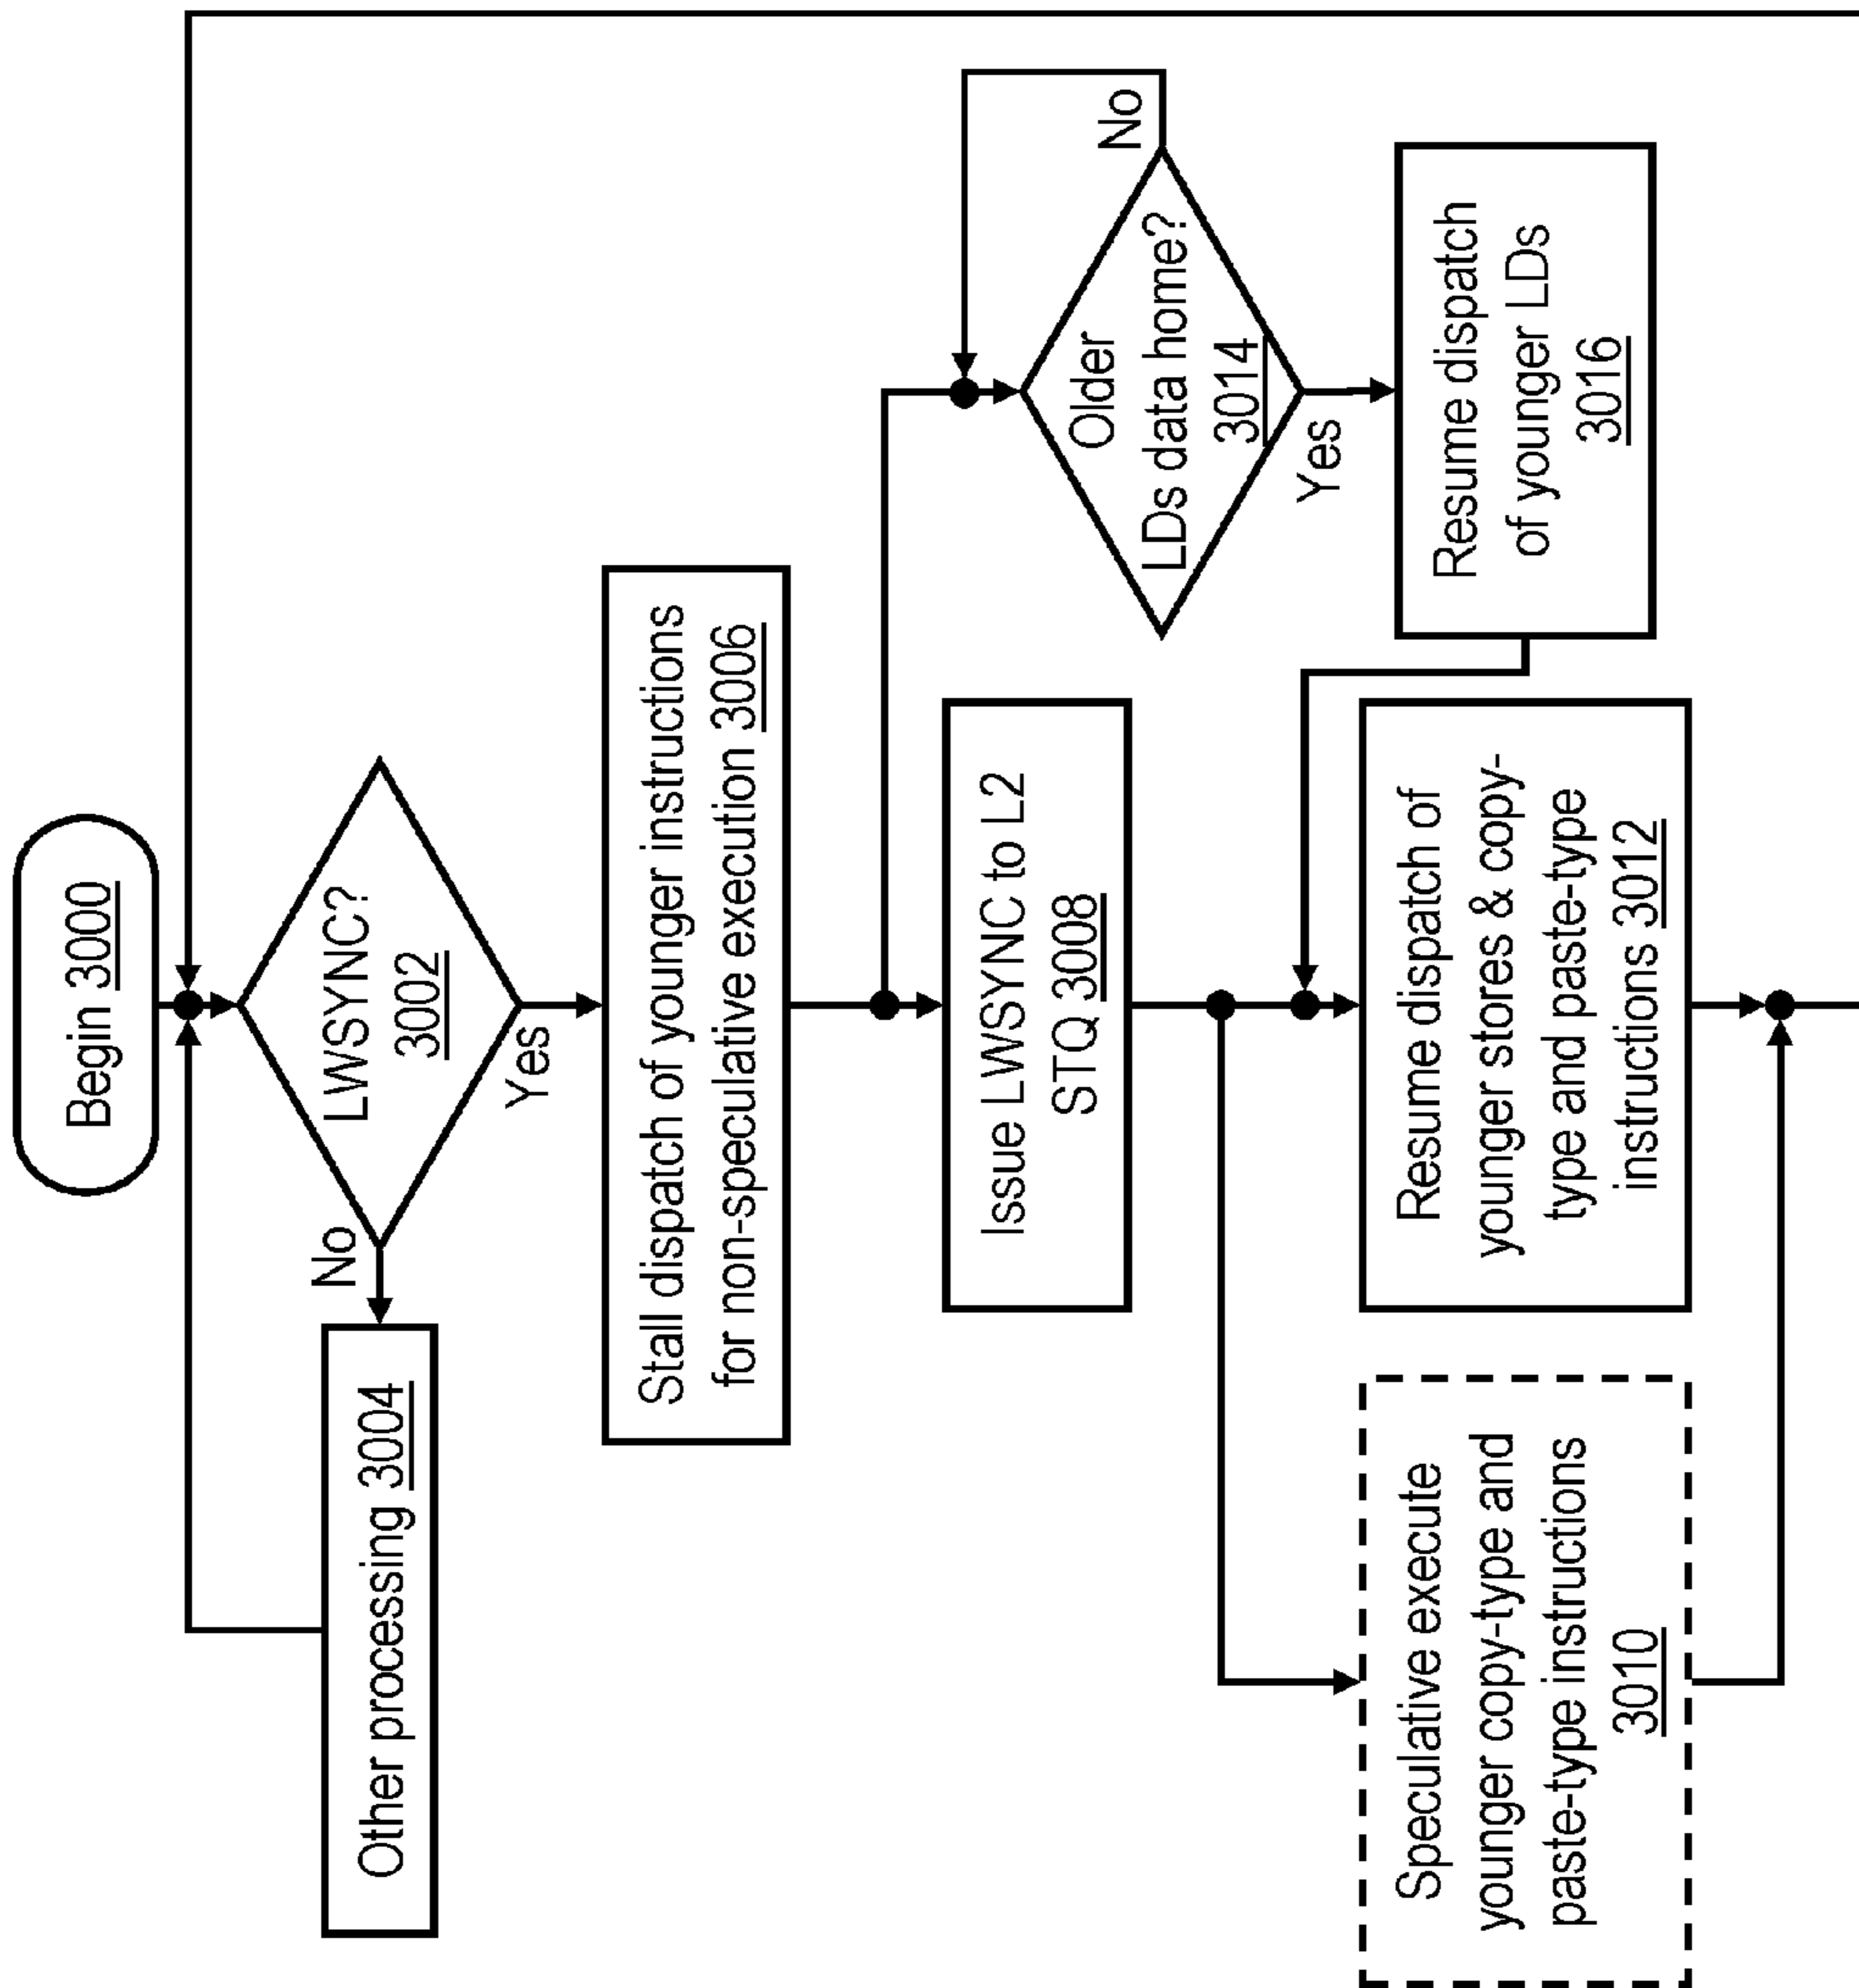 Begin 3000
LWSYNC?
3002
No
Yes
Other processing 3004
Stall dispatch of younger instructions
for non-speculative execution 3006
Issue LWSYNC to L2
STQ 3008
Older
LDs data home?
3014
No
Yes
Resume dispatch
of younger LDs
3016
Speculative execute
younger copy-type and
paste-type instructions
3010
Resume dispatch of
younger stores & copy-
type and paste-type
instructions 3012